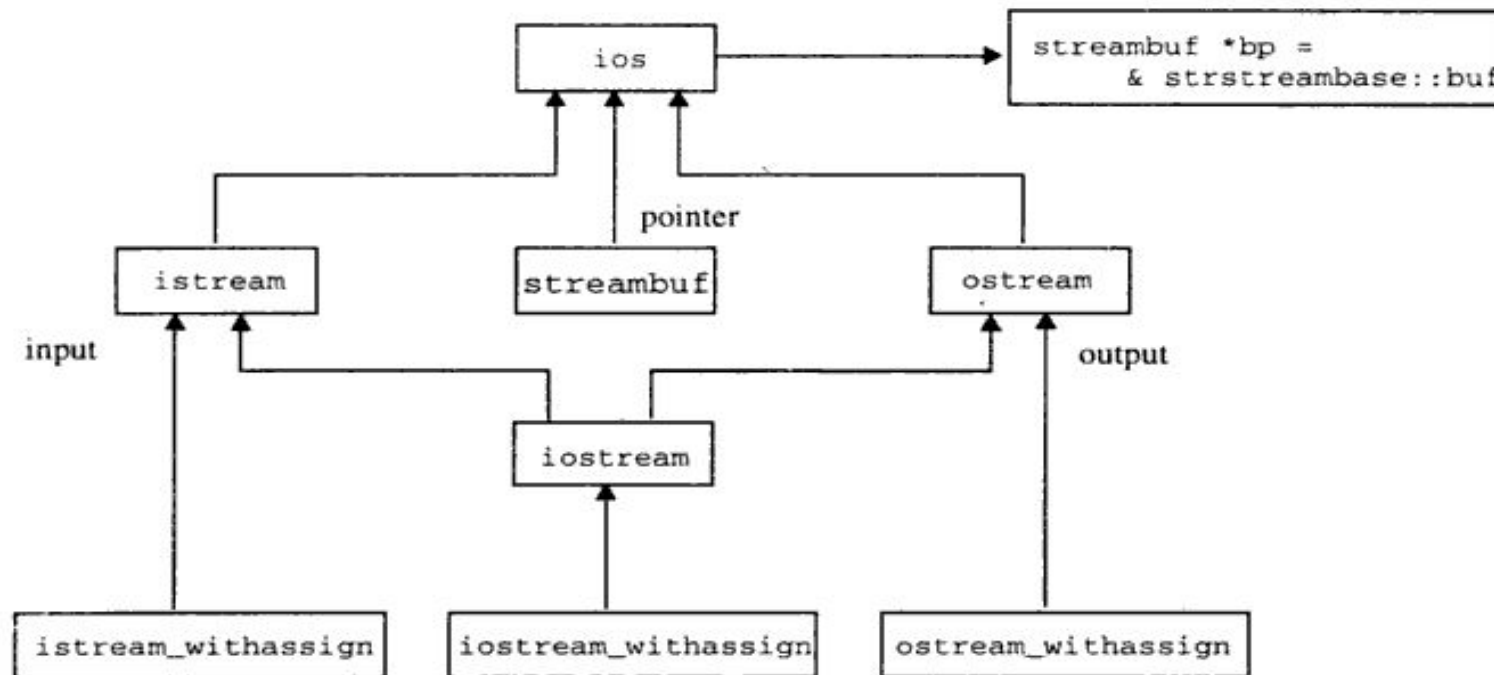 ios
streambuf *bp =
& strstreambase::buf
pointer
istream
streambuf
ostream
input
output
iostream
istream_withassign
iostream_withassign
ostream_withassign